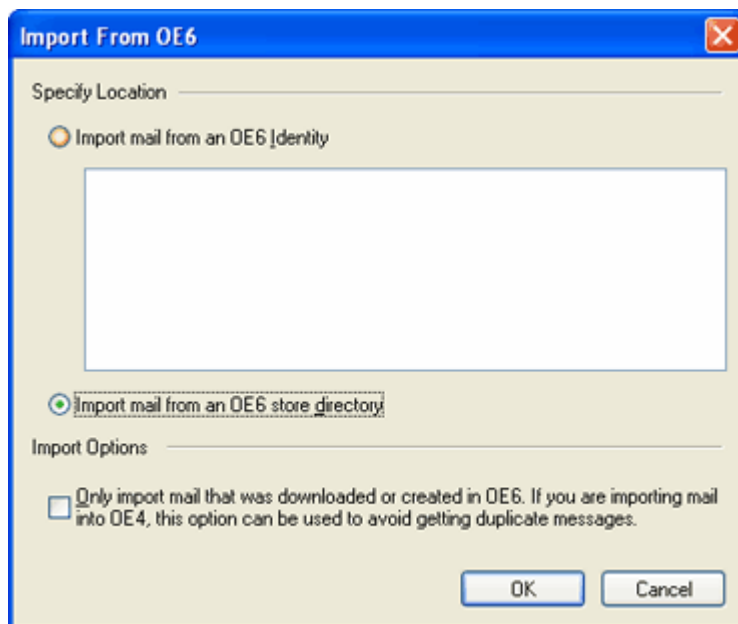 Import From OE6
Specify Location
Import mail from an OE6 Identity
Import mail from an OE6 store directory
Import Options
Only import mail that was downloaded or created in OE6. If you are importing mail
into OE4, this option can be used to avoid getting duplicate messages.
OK
Cancel